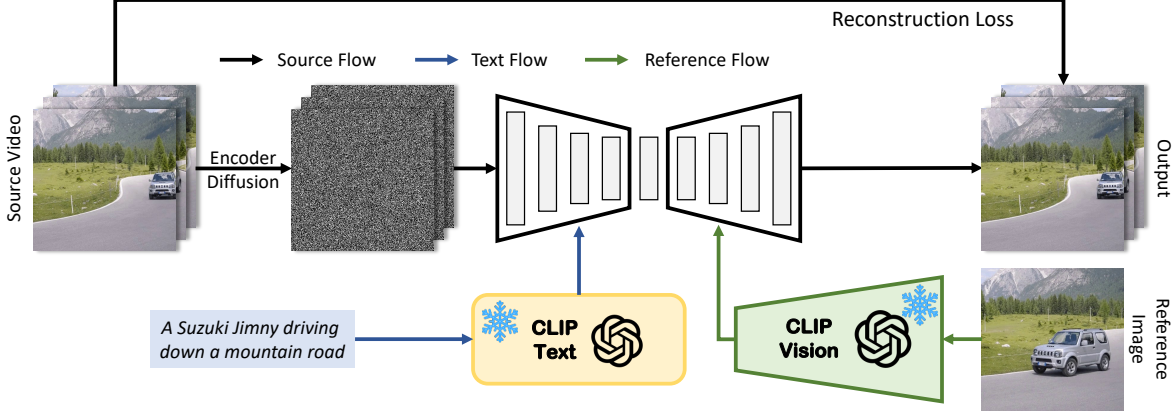 Reconstruction Loss
Source Flow
Text Flow
Reference Flow
Source Video
Encoder
Diffusion
Output
A Suzuki Jimny driving
down a mountain road
CLIP
Text
CLIP
Vision
Reference
Image